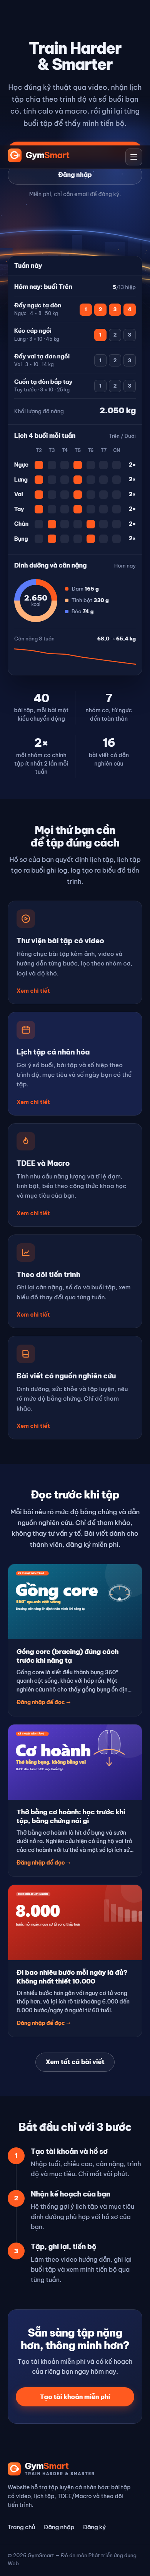 Train Harder
& Smarter
Học đúng kỹ thuật qua video, nhận lịch
tập chia theo trình độ và số buổi bạn
có, tính calo và macro, rồi ghi lại từng
buổi tập để thấy mình tiến bộ.
GymSmart
Đăng nhập
Miễn phí, chỉ cần email để đăng ký.
Tuần này
Hôm nay: buổi Trên
5/13 hiệp
Đẩy ngực tạ đòn
Ngực · 4 × 8 · 50 kg
1 2 3 4
Kéo cáp ngồi
Lưng · 3 × 10 · 45 kg
1 2 3
Đẩy vai tạ đơn ngồi
Vai · 3 × 10 · 14 kg
1 2 3
Cuốn tạ đòn bắp tay
Tay trước · 3 × 10 · 25 kg
1 2 3
Khối lượng đã nâng
2.050 kg
Lịch 4 buổi mỗi tuần
Trên / Dưới
T2 T3 T4 T5 T6 T7 CN
Ngực 2×
Lưng 2×
Vai 2×
Tay 2×
Chân 2×
Bụng 2×
Dinh dưỡng và cân nặng
Hôm nay
2.650
kcal
Đạm 165 g
Tinh bột 330 g
Béo 74 g
Cân nặng 8 tuần
68,0 → 65,4 kg
40
bài tập, mỗi bài một
kiểu chuyển động
7
nhóm cơ, từ ngực
đến toàn thân
2×
mỗi nhóm cơ chính
tập ít nhất 2 lần mỗi
tuần
16
bài viết có dẫn
nghiên cứu
Mọi thứ bạn cần
để tập đúng cách
Hồ sơ của bạn quyết định lịch tập, lịch tập
tạo ra buổi ghi log, log tạo ra biểu đồ tiến
trình.
Thư viện bài tập có video
Hàng chục bài tập kèm ảnh, video và
hướng dẫn từng bước, lọc theo nhóm cơ,
loại và độ khó.
Xem chi tiết
Lịch tập cá nhân hóa
Gợi ý số buổi, bài tập và số hiệp theo
trình độ, mục tiêu và số ngày bạn có thể
tập.
Xem chi tiết
TDEE và Macro
Tính nhu cầu năng lượng và tỉ lệ đạm,
tinh bột, béo theo công thức khoa học
và mục tiêu của bạn.
Xem chi tiết
Theo dõi tiến trình
Ghi lại cân nặng, số đo và buổi tập, xem
biểu đồ thay đổi qua từng tuần.
Xem chi tiết
Bài viết có nguồn nghiên cứu
Dinh dưỡng, sức khỏe và tập luyện, nêu
rõ mức độ bằng chứng. Chỉ để tham
khảo.
Xem chi tiết
Đọc trước khi tập
Mỗi bài nêu rõ mức độ bằng chứng và dẫn
nguồn nghiên cứu. Chỉ để tham khảo,
không thay tư vấn y tế. Bài viết dành cho
thành viên, đăng ký miễn phí.
Gồng core
360° quanh cột sống
Gồng core (bracing) đúng cách
trước khi nâng tạ
Gồng core là siết đều thành bụng 360°
quanh cột sống, khác với hóp mỏm. Một
nghiên cứu nhỏ cho thấy gồng bụng ổn đị...
Đăng nhập để đọc →
Cơ hoành
Thở bằng cơ hoành: học trước khi
tập, bằng chứng nói gì
Thở bằng cơ hoành là hít vào bụng và sườn
dưới mở ra. Nghiên cứu hiện có ủng hộ vai trò
của cơ hoành với tư thế và một số lợi ích sứ...
Đăng nhập để đọc →
8.000
Đi bao nhiêu bước mỗi ngày là đủ?
Không nhất thiết 10.000
Đi nhiều bước hơn gắn với nguy cơ tử vong
thấp hơn, và lợi ích rõ từ khoảng 6.000 đến
8.000 bước/ngày ở người từ 60 tuổi.
Đăng nhập để đọc →
Xem tất cả bài viết
Bắt đầu chỉ với 3 bước
1
Tạo tài khoản và hồ sơ
Nhập tuổi, chiều cao, cân nặng, trình
độ và mục tiêu. Chỉ mất vài phút.
2
Nhận kế hoạch của bạn
Hệ thống gợi ý lịch tập và mục tiêu
dinh dưỡng phù hợp với hồ sơ của
bạn.
3
Tập, ghi lại, tiến bộ
Làm theo video hướng dẫn, ghi lại
buổi tập và xem mình tiến bộ qua
từng tuần.
Sẵn sàng tập nặng
hơn, thông minh hơn?
Tạo tài khoản miễn phí và có kế hoạch
của riêng bạn ngay hôm nay.
Tạo tài khoản miễn phí
GymSmart
TRAIN HARDER & SMARTER
Website hỗ trợ tập luyện cá nhân hóa: bài tập
có video, lịch tập, TDEE/Macro và theo dõi
tiến trình.
Trang chủ Đăng nhập Đăng ký
© 2026 GymSmart — Đồ án môn Phát triển ứng dụng
Web